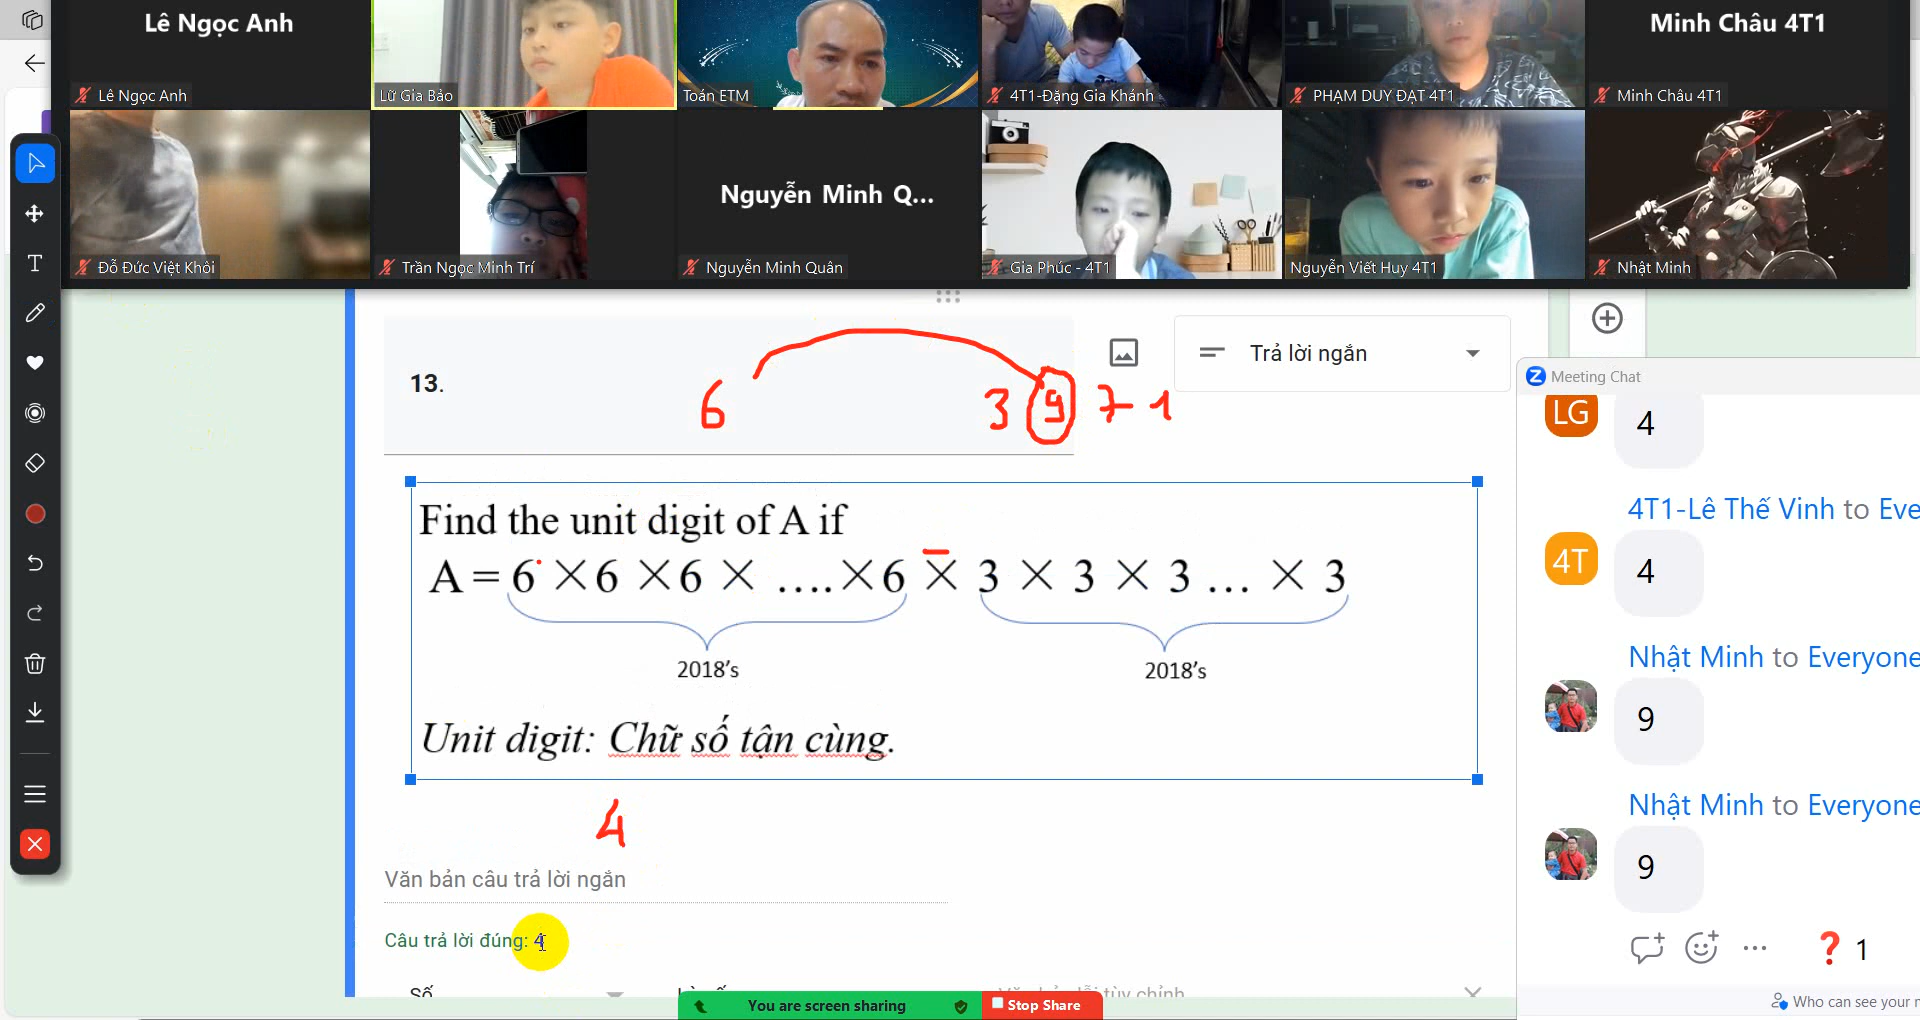 Lê Ngọc Anh
Minh Châu 4T1
Lê Ngọc Anh
Lữ Gia Bảo
Toán ETM
4T1-Đặng Gia Khánh
PHẠM DUY ĐẠT 4T1
Minh Châu 4T1
Nguyễn Minh Q...
Đỗ Đức Việt Khôi
Trần Ngọc Minh Trí
Nguyễn Minh Quân
Gia Phúc - 4T1
Nguyễn Viết Huy 4T1
Nhật Minh
T
13.
6 3 9 7 1
Trả lời ngắn
Find the unit digit of A if
A = 6 × 6 × 6 × .... × 6 × 3 × 3 × 3 ... × 3
2018's 2018's
Unit digit: Chữ số tận cùng.
4
Văn bản câu trả lời ngắn
Câu trả lời đúng: 4
Số
You are screen sharing
Stop Share
Meeting Chat
LG
4
4T1-Lê Thế Vinh to Eve
4T
4
Nhật Minh to Everyone
9
Nhật Minh to Everyone
9
? 1
Who can see your